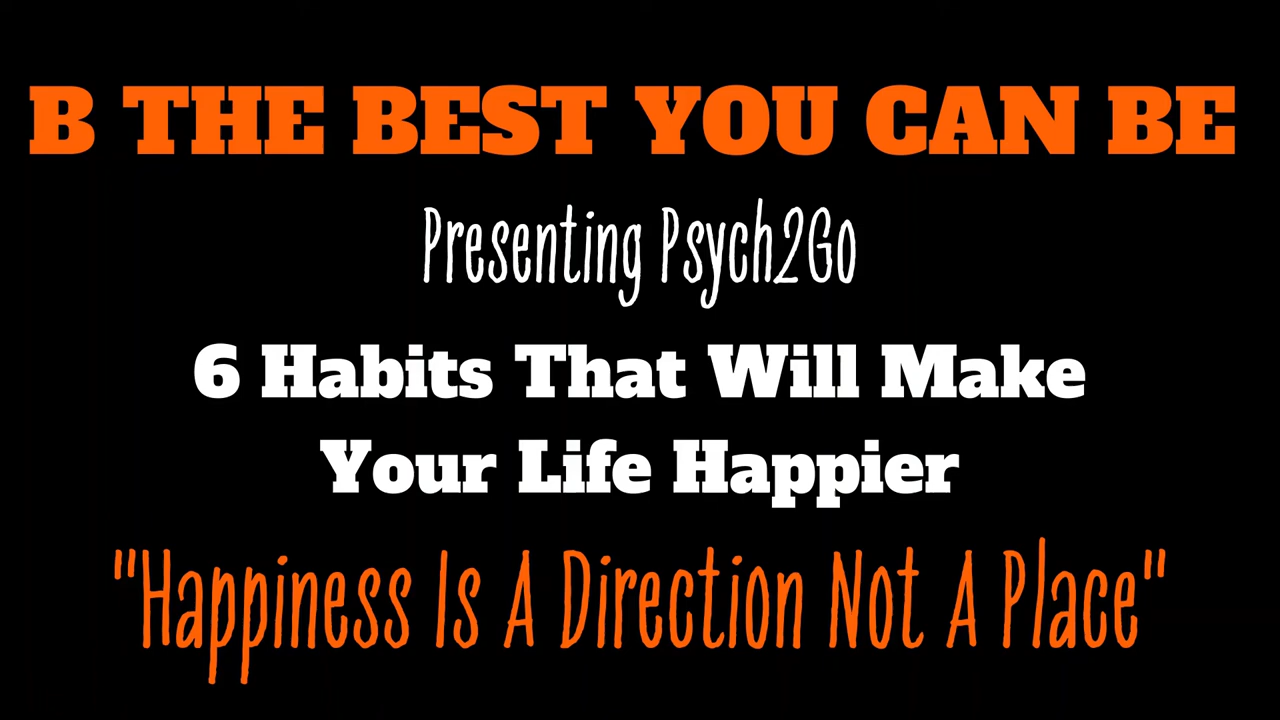 B THE BEST YOU CAN BE
Presenting Psych2Go
6 Habits That Will Make
Your Life Happier
"Happiness Is A Direction Not A Place"